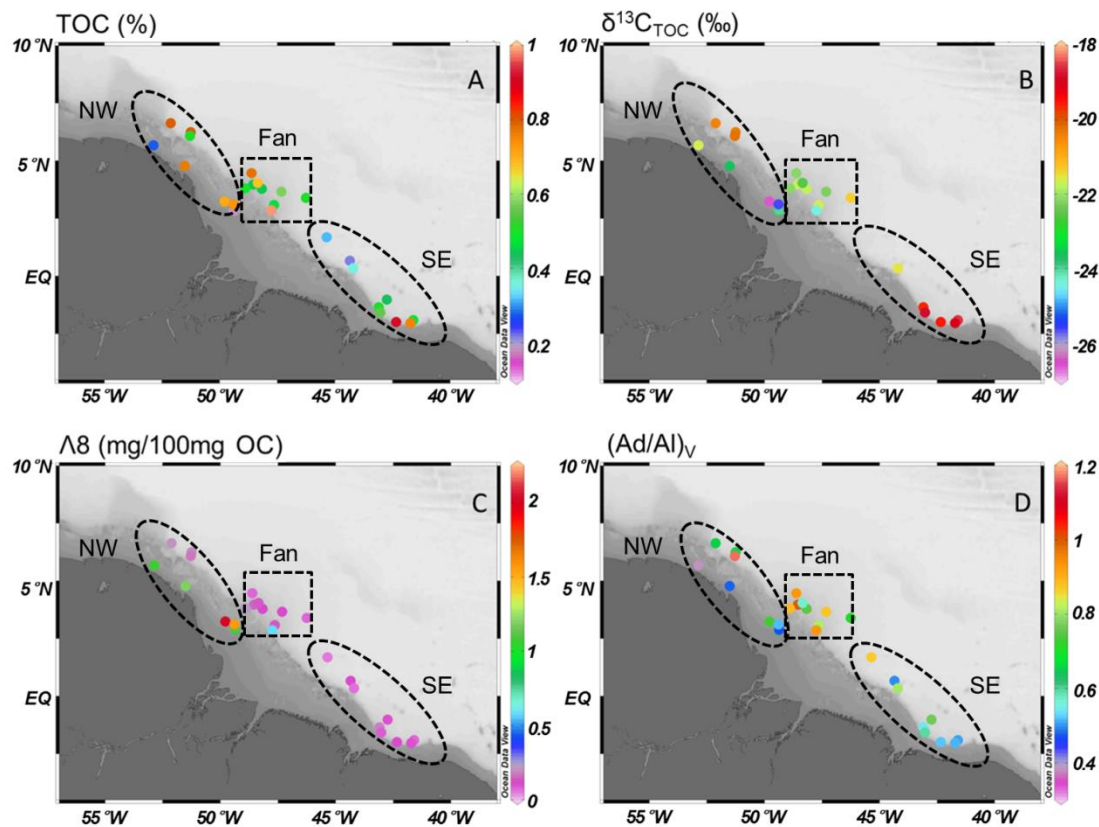 TOC (%)
δ¹³C_TOC (‰)
10 °N
5 °N
EQ
55 °W
50 °W
45 °W
40 °W
NW
Fan
SE
A
1
0.8
0.6
0.4
0.2
Ocean Data View
10 °N
5 °N
EQ
55 °W
50 °W
45 °W
40 °W
NW
Fan
SE
B
-18
-20
-22
-24
-26
Ocean Data View
Λ8 (mg/100mg OC)
(Ad/Al)_V
10 °N
5 °N
EQ
55 °W
50 °W
45 °W
40 °W
NW
Fan
SE
C
2
1.5
1
0.5
0
Ocean Data View
10 °N
5 °N
EQ
55 °W
50 °W
45 °W
40 °W
NW
Fan
SE
D
1.2
1
0.8
0.6
0.4
Ocean Data View